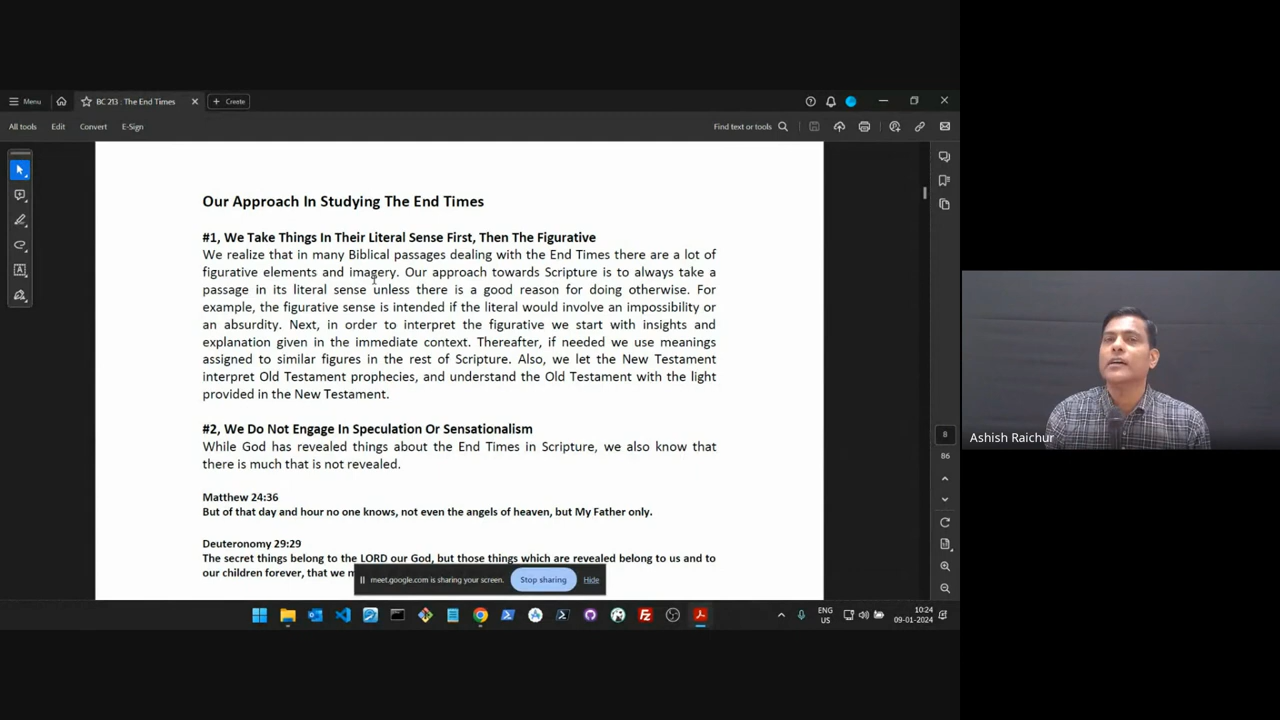 Menu
BC 213 : The End Times
Create
All tools
Edit
Convert
E-Sign
Find text or tools
Our Approach In Studying The End Times
#1, We Take Things In Their Literal Sense First, Then The Figurative
We realize that in many Biblical passages dealing with the End Times there are a lot of
figurative elements and imagery. Our approach towards Scripture is to always take a
passage in its literal sense unless there is a good reason for doing otherwise. For
example, the figurative sense is intended if the literal would involve an impossibility or
an absurdity. Next, in order to interpret the figurative we start with insights and
explanation given in the immediate context. Thereafter, if needed we use meanings
assigned to similar figures in the rest of Scripture. Also, we let the New Testament
interpret Old Testament prophecies, and understand the Old Testament with the light
provided in the New Testament.
#2, We Do Not Engage In Speculation Or Sensationalism
While God has revealed things about the End Times in Scripture, we also know that
there is much that is not revealed.
Matthew 24:36
But of that day and hour no one knows, not even the angels of heaven, but My Father only.
Deuteronomy 29:29
The secret things belong to the LORD our God, but those things which are revealed belong to us and to
our children forever, that we m
8
86
Ashish Raichur
meet.google.com is sharing your screen.
Stop sharing
Hide
ENG
US
10:24
09-01-2024